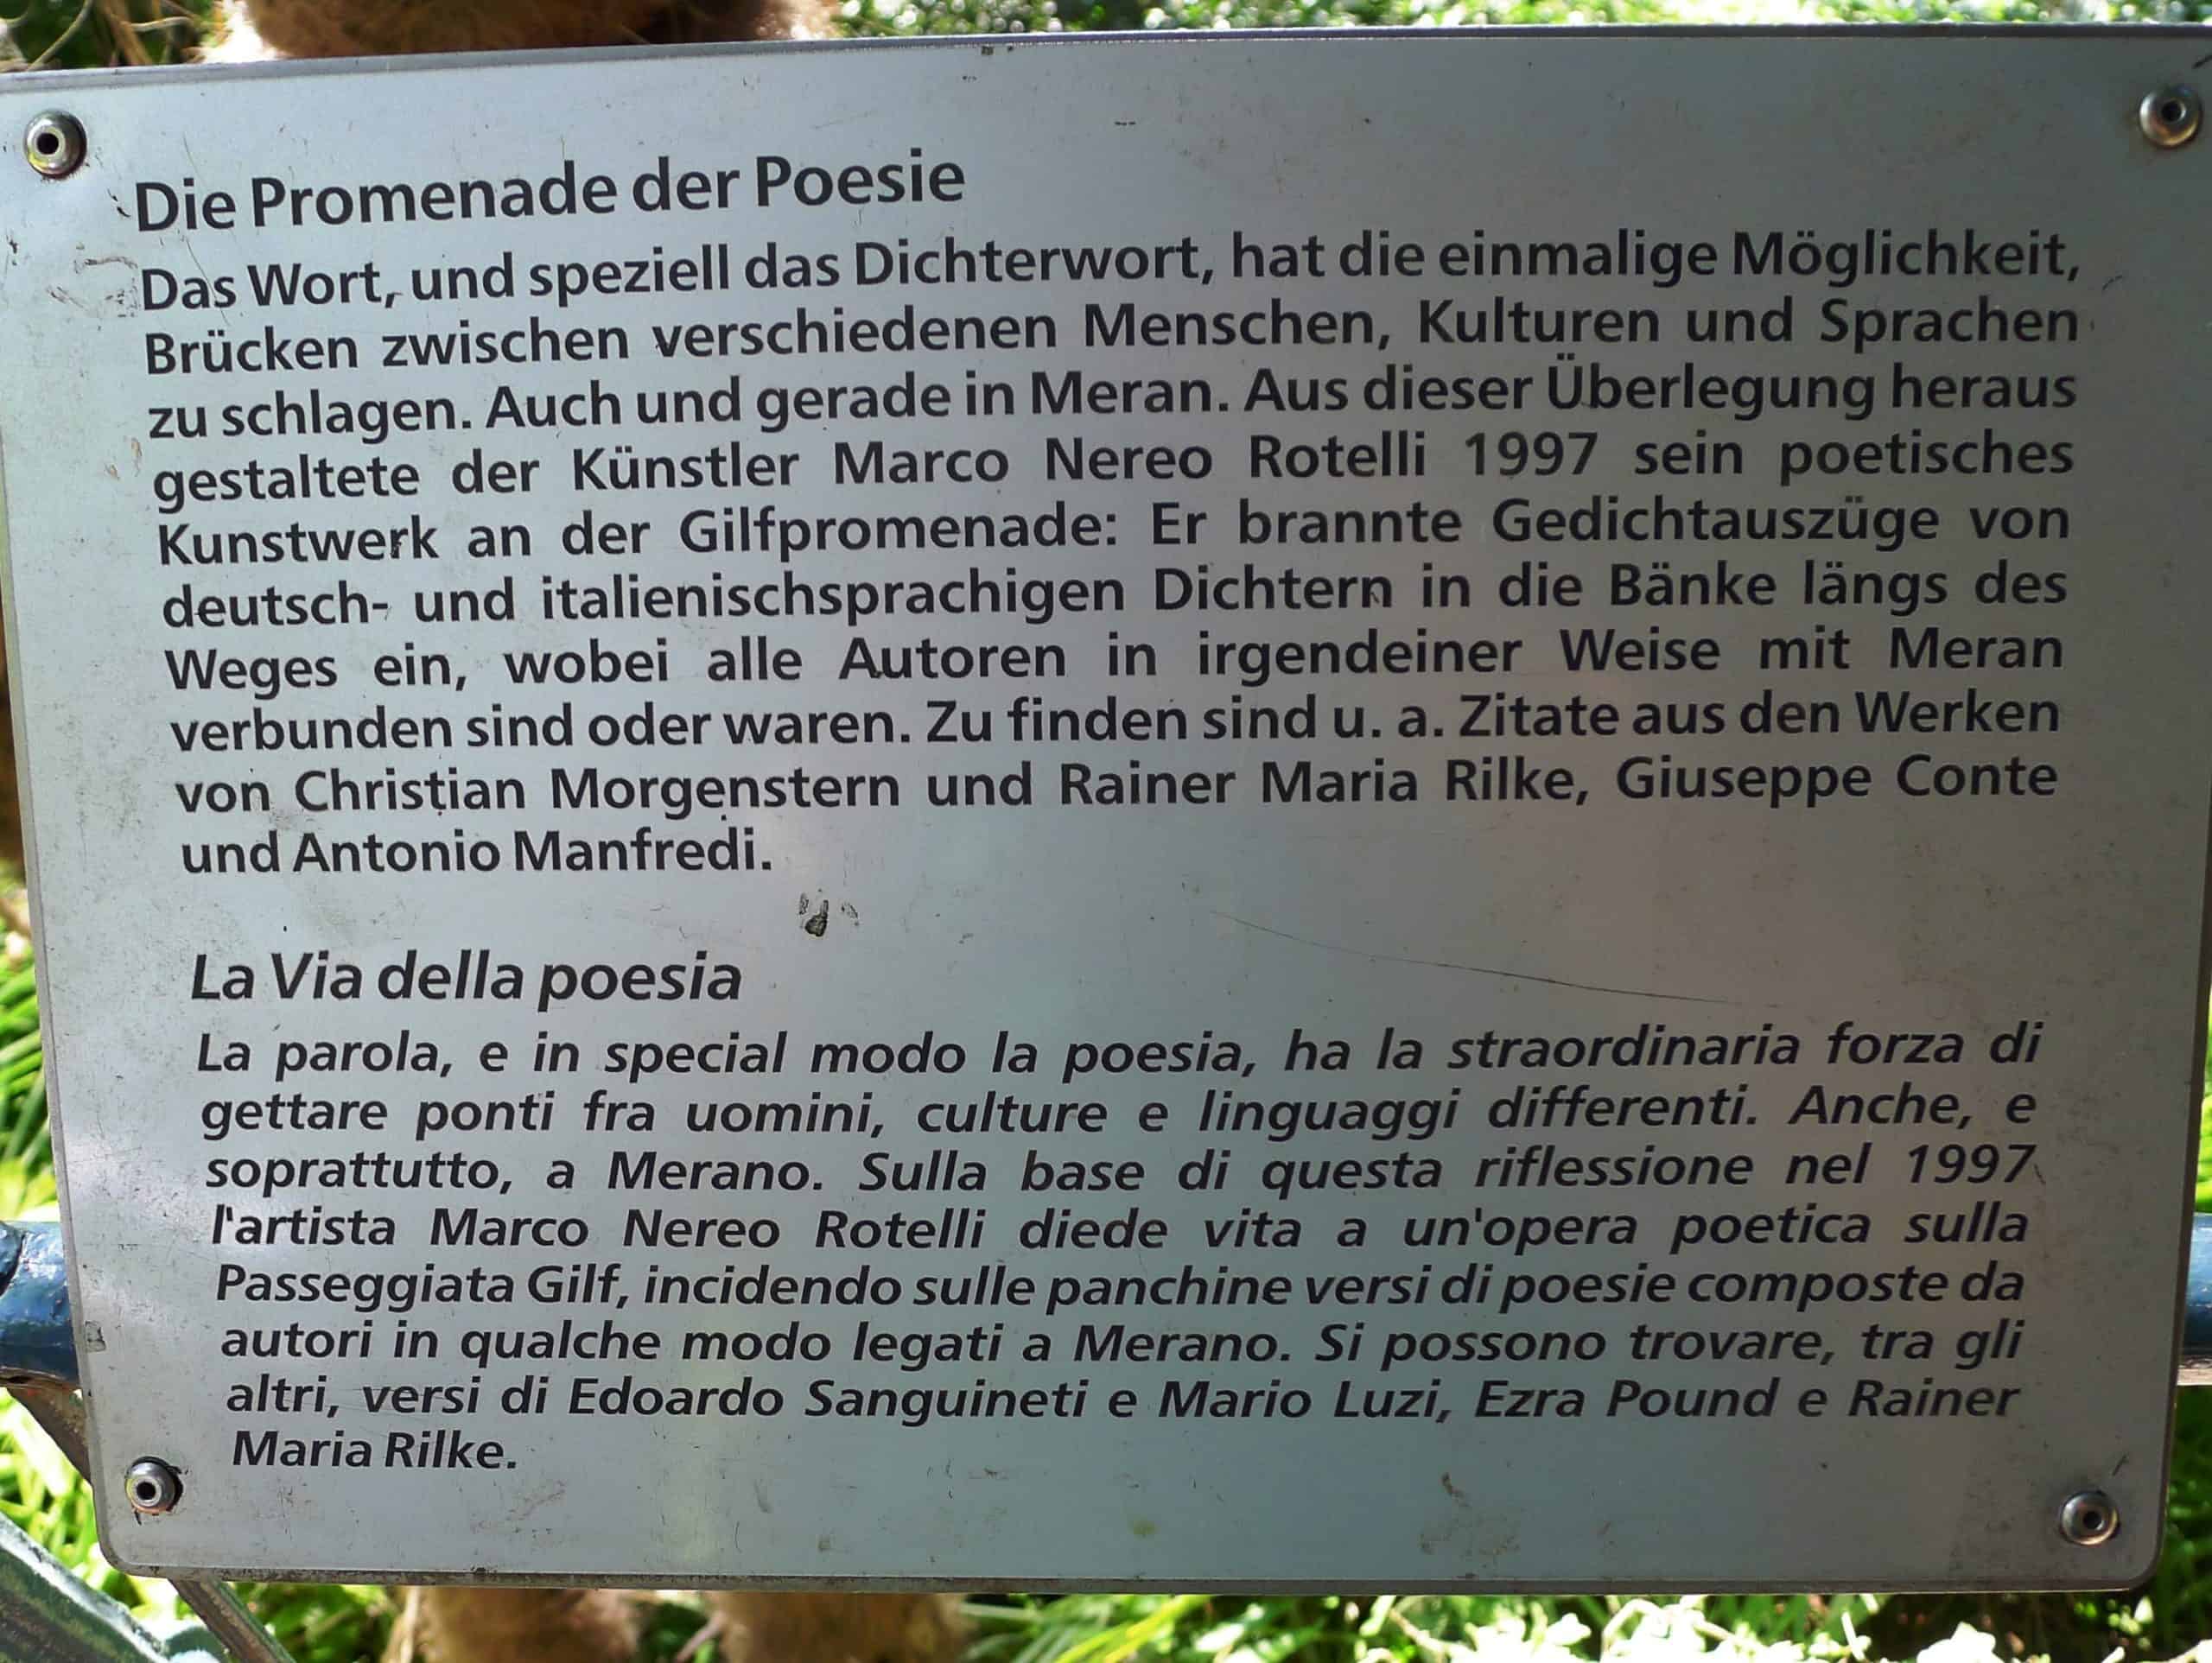 Die Promenade der Poesie
Das Wort, und speziell das Dichterwort, hat die einmalige Möglichkeit,
Brücken zwischen verschiedenen Menschen, Kulturen und Sprachen
zu schlagen. Auch und gerade in Meran. Aus dieser Überlegung heraus
gestaltete der Künstler Marco Nereo Rotelli 1997 sein poetisches
Kunstwerk an der Gilfpromenade: Er brannte Gedichtauszüge von
deutsch- und italienischsprachigen Dichtern in die Bänke längs des
Weges ein, wobei alle Autoren in irgendeiner Weise mit Meran
verbunden sind oder waren. Zu finden sind u. a. Zitate aus den Werken
von Christian Morgenstern und Rainer Maria Rilke, Giuseppe Conte
und Antonio Manfredi.
La Via della poesia
La parola, e in special modo la poesia, ha la straordinaria forza di
gettare ponti fra uomini, culture e linguaggi differenti. Anche, e
soprattutto, a Merano. Sulla base di questa riflessione nel 1997
l'artista Marco Nereo Rotelli diede vita a un'opera poetica sulla
Passeggiata Gilf, incidendo sulle panchine versi di poesie composte da
autori in qualche modo legati a Merano. Si possono trovare, tra gli
altri, versi di Edoardo Sanguineti e Mario Luzi, Ezra Pound e Rainer
Maria Rilke.